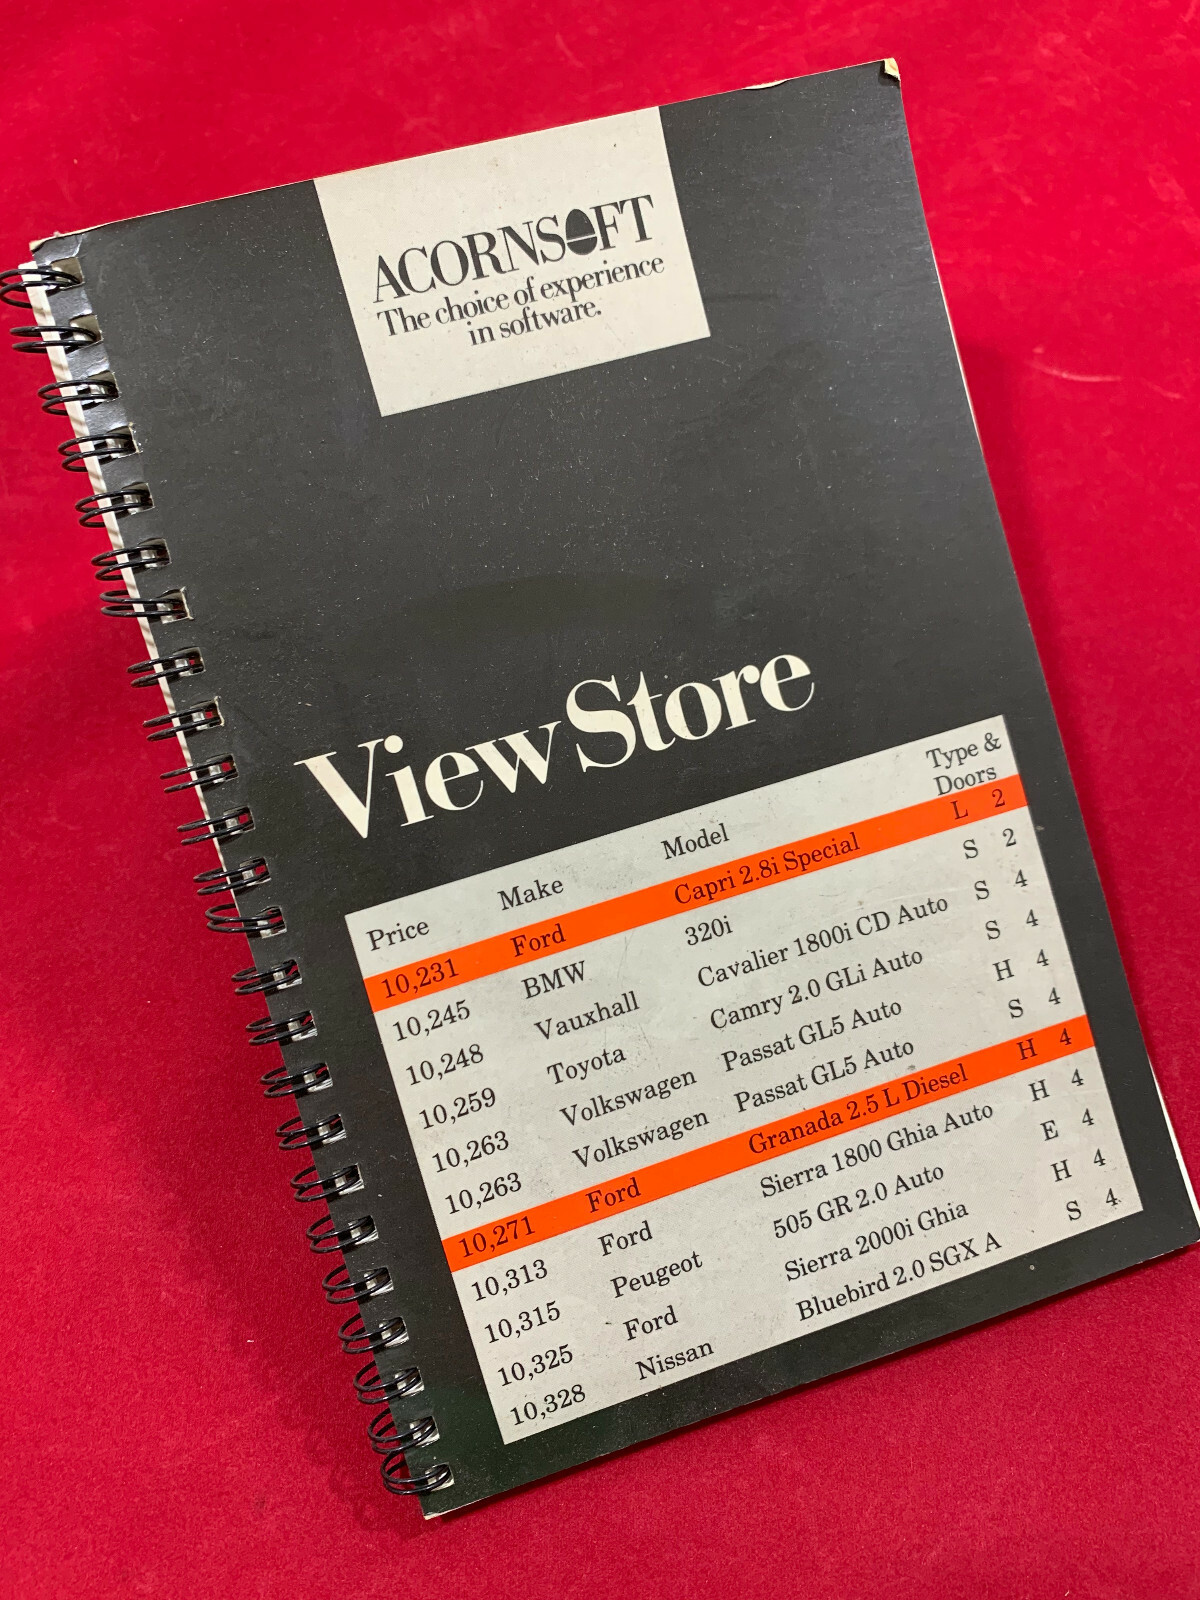 ACORNSOFT
The choice of experience
in software.
ViewStore
Price Make Model Type &
Doors
10,231 Ford Capri 2.8i Special L 2
10,245 BMW 320i S 2
10,248 Vauxhall Cavalier 1800i CD Auto S 4
10,259 Toyota Camry 2.0 GLi Auto S 4
10,263 Volkswagen Passat GL5 Auto H 4
10,263 Volkswagen Passat GL5 Auto S 4
10,271 Ford Granada 2.5 L Diesel H 4
10,313 Ford Sierra 1800 Ghia Auto H 4
10,315 Peugeot 505 GR 2.0 Auto E 4
10,325 Ford Sierra 2000i Ghia H 4
10,328 Nissan Bluebird 2.0 SGX A S 4